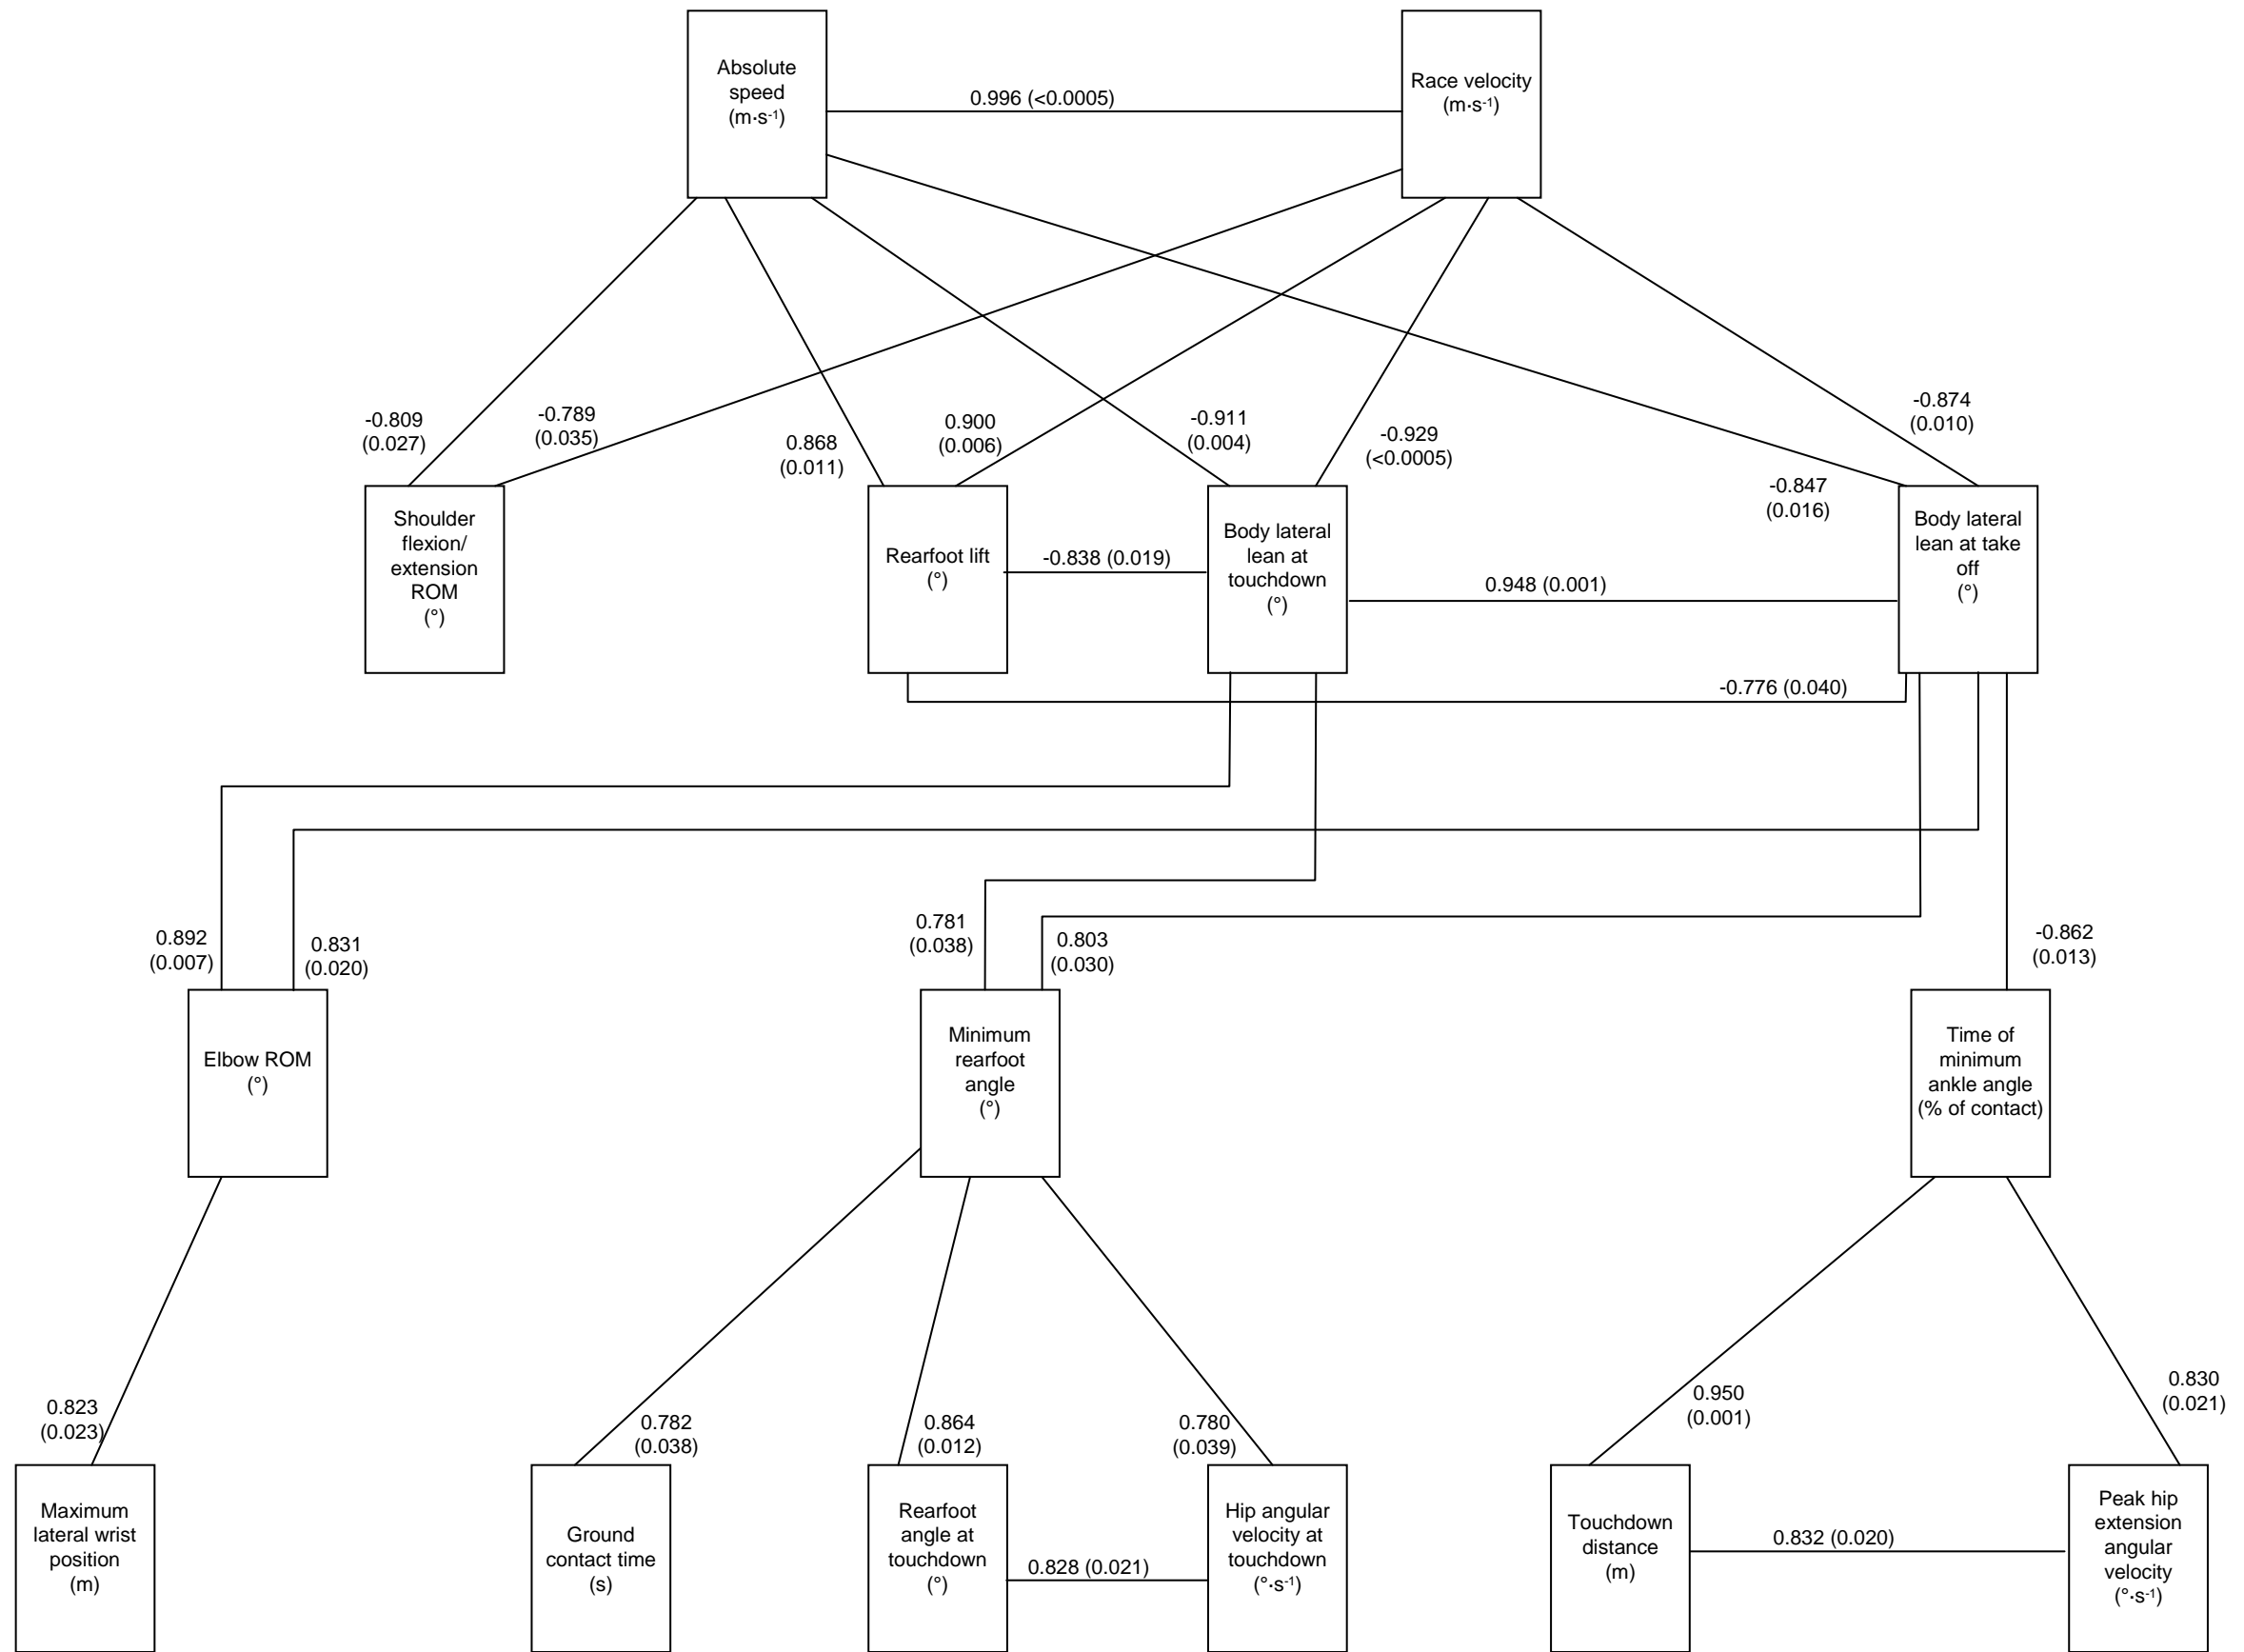 Absolute
speed
(m·s-1)
Race velocity
(m·s-1)
0.996 (<0.0005)
-0.809
(0.027)
-0.789
(0.035)
0.868
(0.011)
0.900
(0.006)
-0.911
(0.004)
-0.929
(<0.0005)
-0.847
(0.016)
-0.874
(0.010)
Shoulder
flexion/
extension
ROM
(°)
Rearfoot lift
(°)
-0.838 (0.019)
Body lateral
lean at
touchdown
(°)
0.948 (0.001)
Body lateral
lean at take
off
(°)
-0.776 (0.040)
0.892
(0.007)
0.831
(0.020)
0.781
(0.038)
0.803
(0.030)
-0.862
(0.013)
Elbow ROM
(°)
Minimum
rearfoot
angle
(°)
Time of
minimum
ankle angle
(% of contact)
0.823
(0.023)
0.782
(0.038)
0.864
(0.012)
0.780
(0.039)
0.950
(0.001)
0.830
(0.021)
Maximum
lateral wrist
position
(m)
Ground
contact time
(s)
Rearfoot
angle at
touchdown
(°)
0.828 (0.021)
Hip angular
velocity at
touchdown
(°·s-1)
Touchdown
distance
(m)
0.832 (0.020)
Peak hip
extension
angular
velocity
(°·s-1)